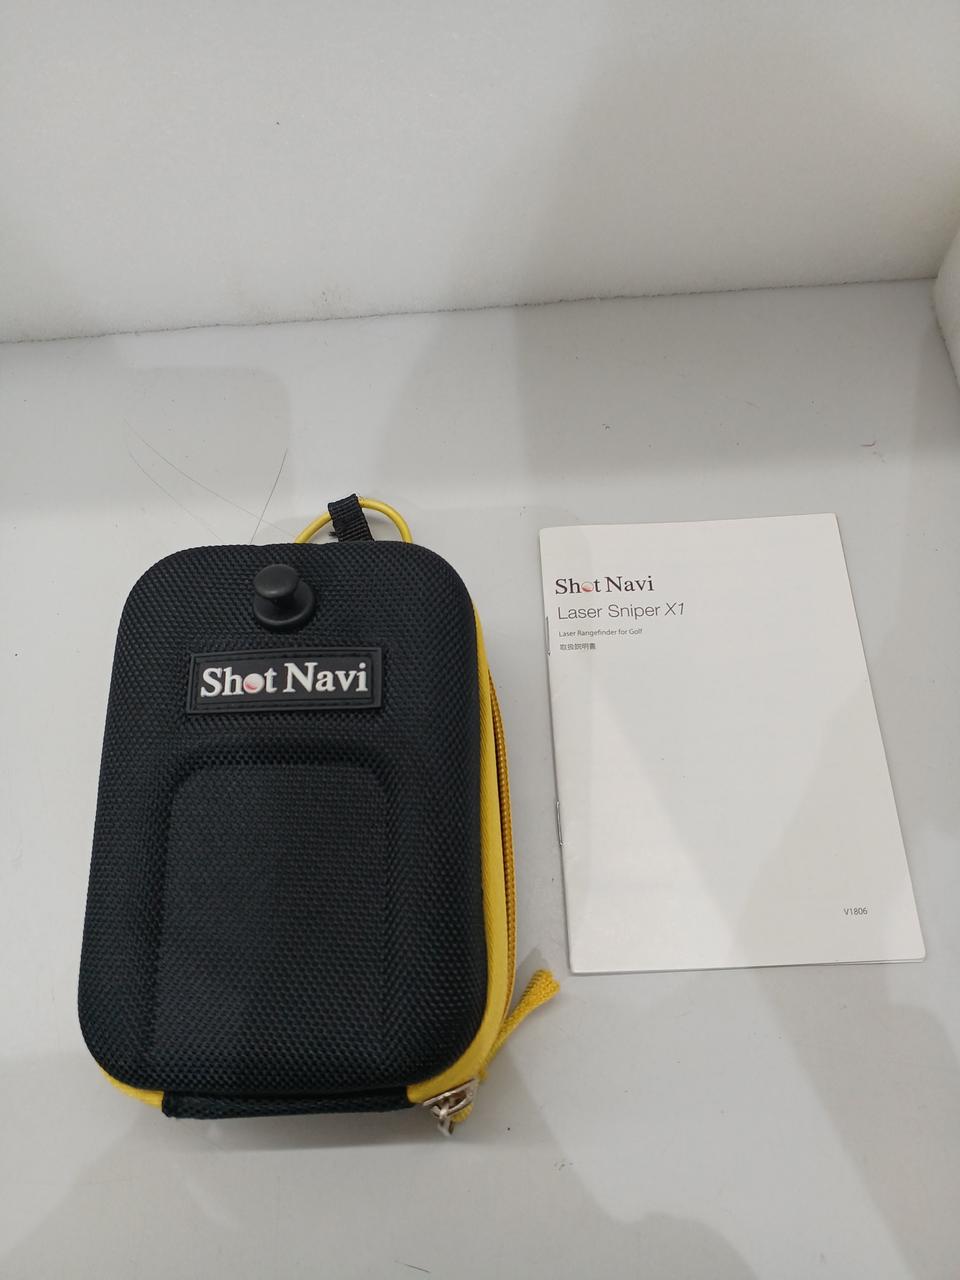 Shot Navi
Shot Navi
Laser Sniper X1
Laser Rangefinder for Golf
取扱説明書
V1806